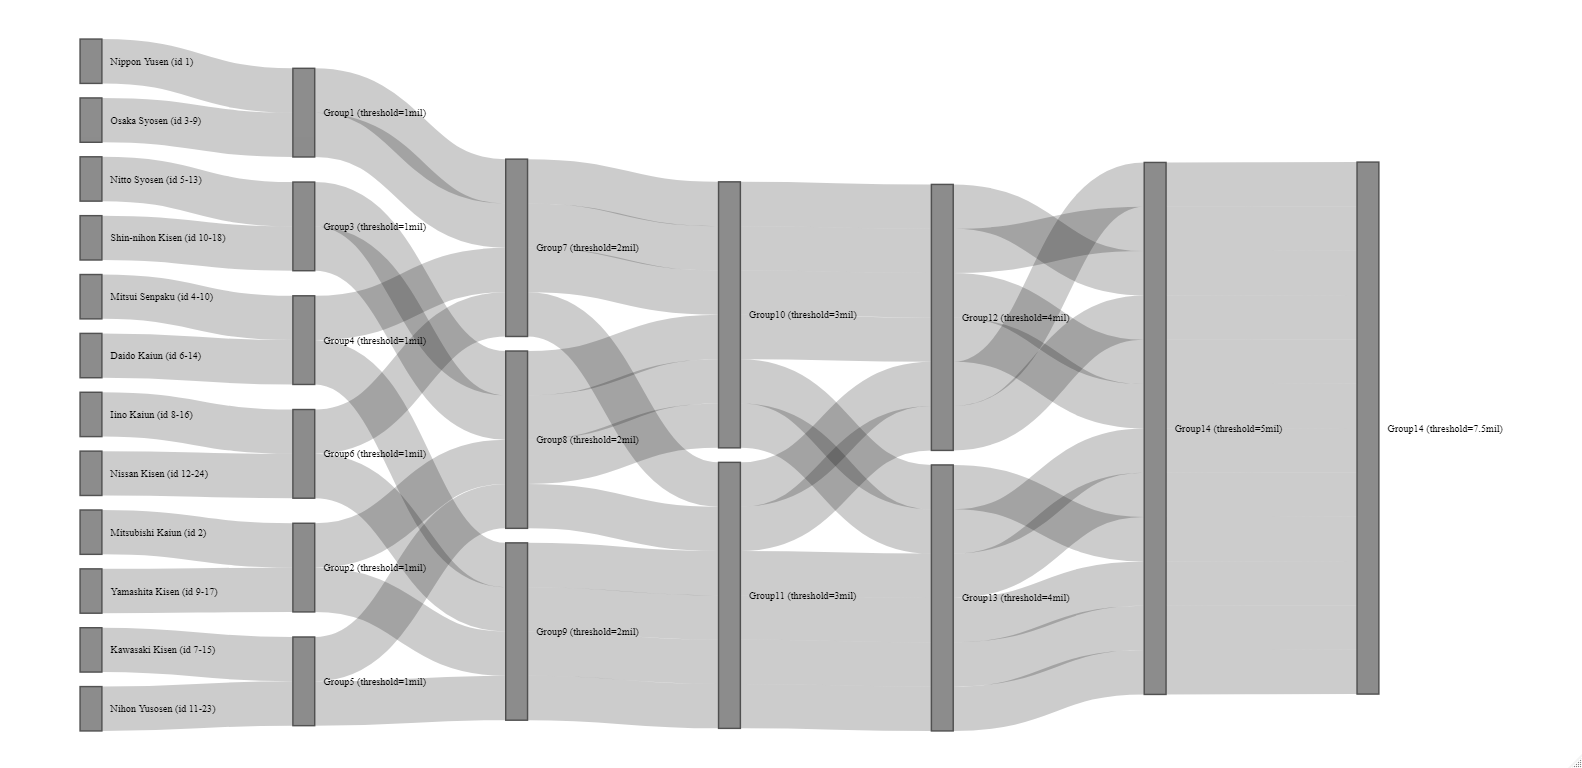 Nippon Yusen (id 1)
Osaka Syosen (id 3-9)
Nitto Syosen (id 5-13)
Shin-nihon Kisen (id 10-18)
Mitsui Senpaku (id 4-10)
Daido Kaiun (id 6-14)
Iino Kaiun (id 8-16)
Nissan Kisen (id 12-24)
Mitsubishi Kaiun (id 2)
Yamashita Kisen (id 9-17)
Kawasaki Kisen (id 7-15)
Nihon Yusosen (id 11-23)
Group1 (threshold=1mil)
Group3 (threshold=1mil)
Group4 (threshold=1mil)
Group6 (threshold=1mil)
Group2 (threshold=1mil)
Group5 (threshold=1mil)
Group7 (threshold=2mil)
Group8 (threshold=2mil)
Group9 (threshold=2mil)
Group10 (threshold=3mil)
Group11 (threshold=3mil)
Group12 (threshold=4mil)
Group13 (threshold=4mil)
Group14 (threshold=5mil)
Group14 (threshold=7.5mil)